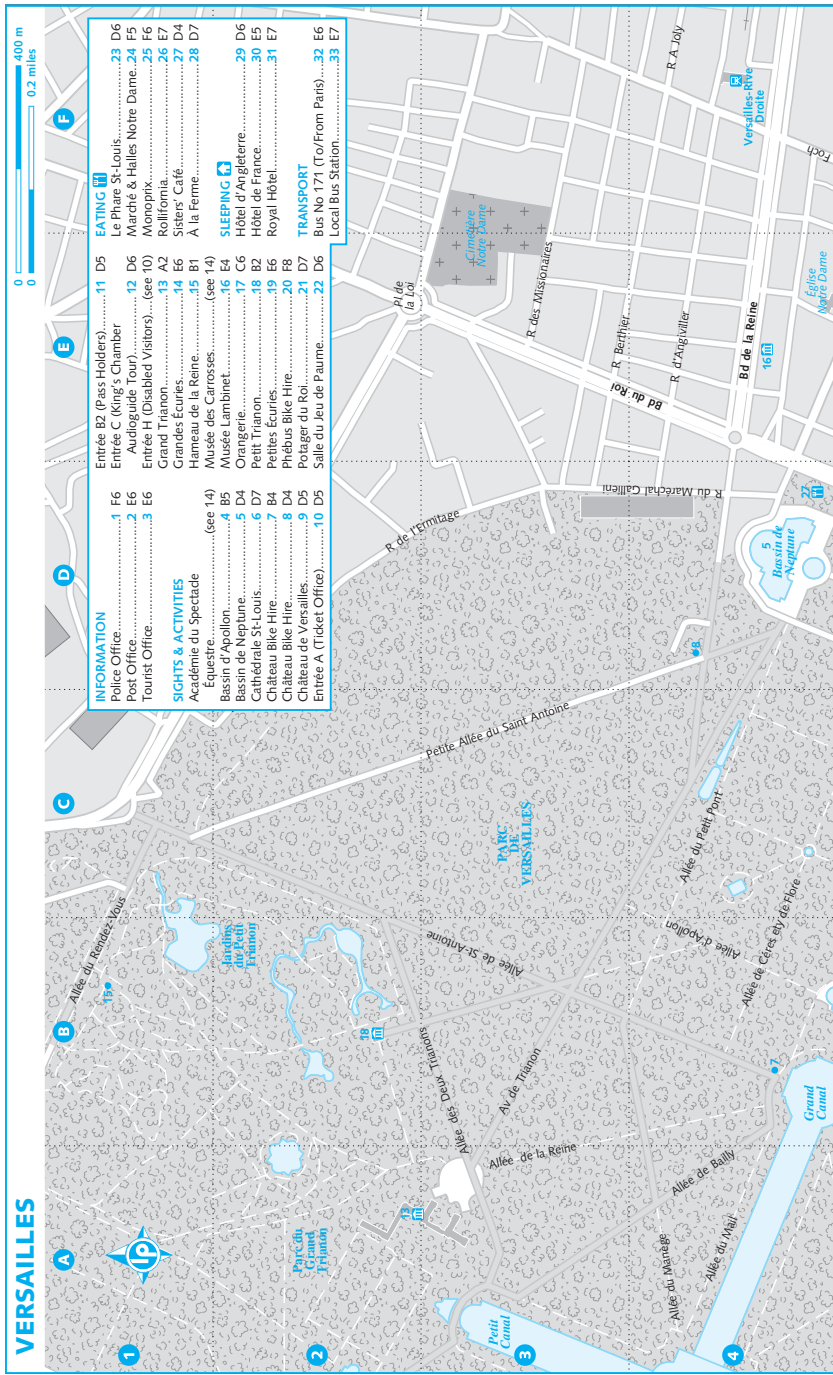 VERSAILLES
0 400 m
0 0.2 miles
A
B
C
D
E
F
1
2
3
4
INFORMATION
Police Office 1 F6
Post Office 2 E6
Tourist Office 3 E6
SIGHTS & ACTIVITIES
Académie du Spectacle
Équestre (see 14)
Bassin d'Apollon 4 B5
Bassin de Neptune 5 D4
Cathédrale St-Louis 6 D7
Château Bike Hire 7 B4
Château Bike Hire 8 D4
Château de Versailles 9 D5
Entrée A (Ticket Office) 10 D5
Entrée B2 (Pass Holders) 11 D5
Entrée C (King's Chamber
Audioguide Tour) 12 D6
Entrée H (Disabled Visitors) (see 10)
Grand Trianon 13 A2
Grandes Écuries 14 E6
Hameau de la Reine 15 B1
Musée des Carrosses (see 14)
Musée Lambinet 16 E4
Orangerie 17 C6
Petit Trianon 18 B2
Petites Écuries 19 E6
Phébus Bike Hire 20 F8
Potager du Roi 21 D7
Salle du Jeu de Paume 22 D6
EATING
Le Phare St-Louis 23 D6
Marché & Halles Notre Dame 24 F5
Monoprix 25 F6
Rollifornia 26 E7
Sisters' Café 27 D4
À la Ferme 28 D7
SLEEPING
Hôtel d'Angleterre 29 D6
Hôtel de France 30 E5
Royal Hôtel 31 E7
TRANSPORT
Bus No 171 (To/From Paris) 32 E6
Local Bus Station 33 E7
lp
Allée du Rendez-Vous
15
Jardins
du Petit
Trianon
18
Parc du
Grand
Trianon
13
Allée des Deux Trianons
Allée de St-Antoine
Av de Trianon
Allée de la Reine
Petit
Canal
Allée de Bailly
Allée du Manège
Allée du Mail
Grand
Canal
7
Petite Allée du Saint Antoine
PARC
DE
VERSAILLES
Allée du Petit Pont
Allée d'Apollon
Allée de Céres ety de Flore
8
R de l'Ermitage
R du Maréchal Gallieni
5
Bassin de
Neptune
27
Pl de
la Loi
Cimetière
Notre Dame
R des Missionaires
R Berthier
R d'Angiviller
Bd du Roi
Bd de la Reine
16
Église
Notre Dame
R A Joly
Versailles-Rive
Droite
Foch